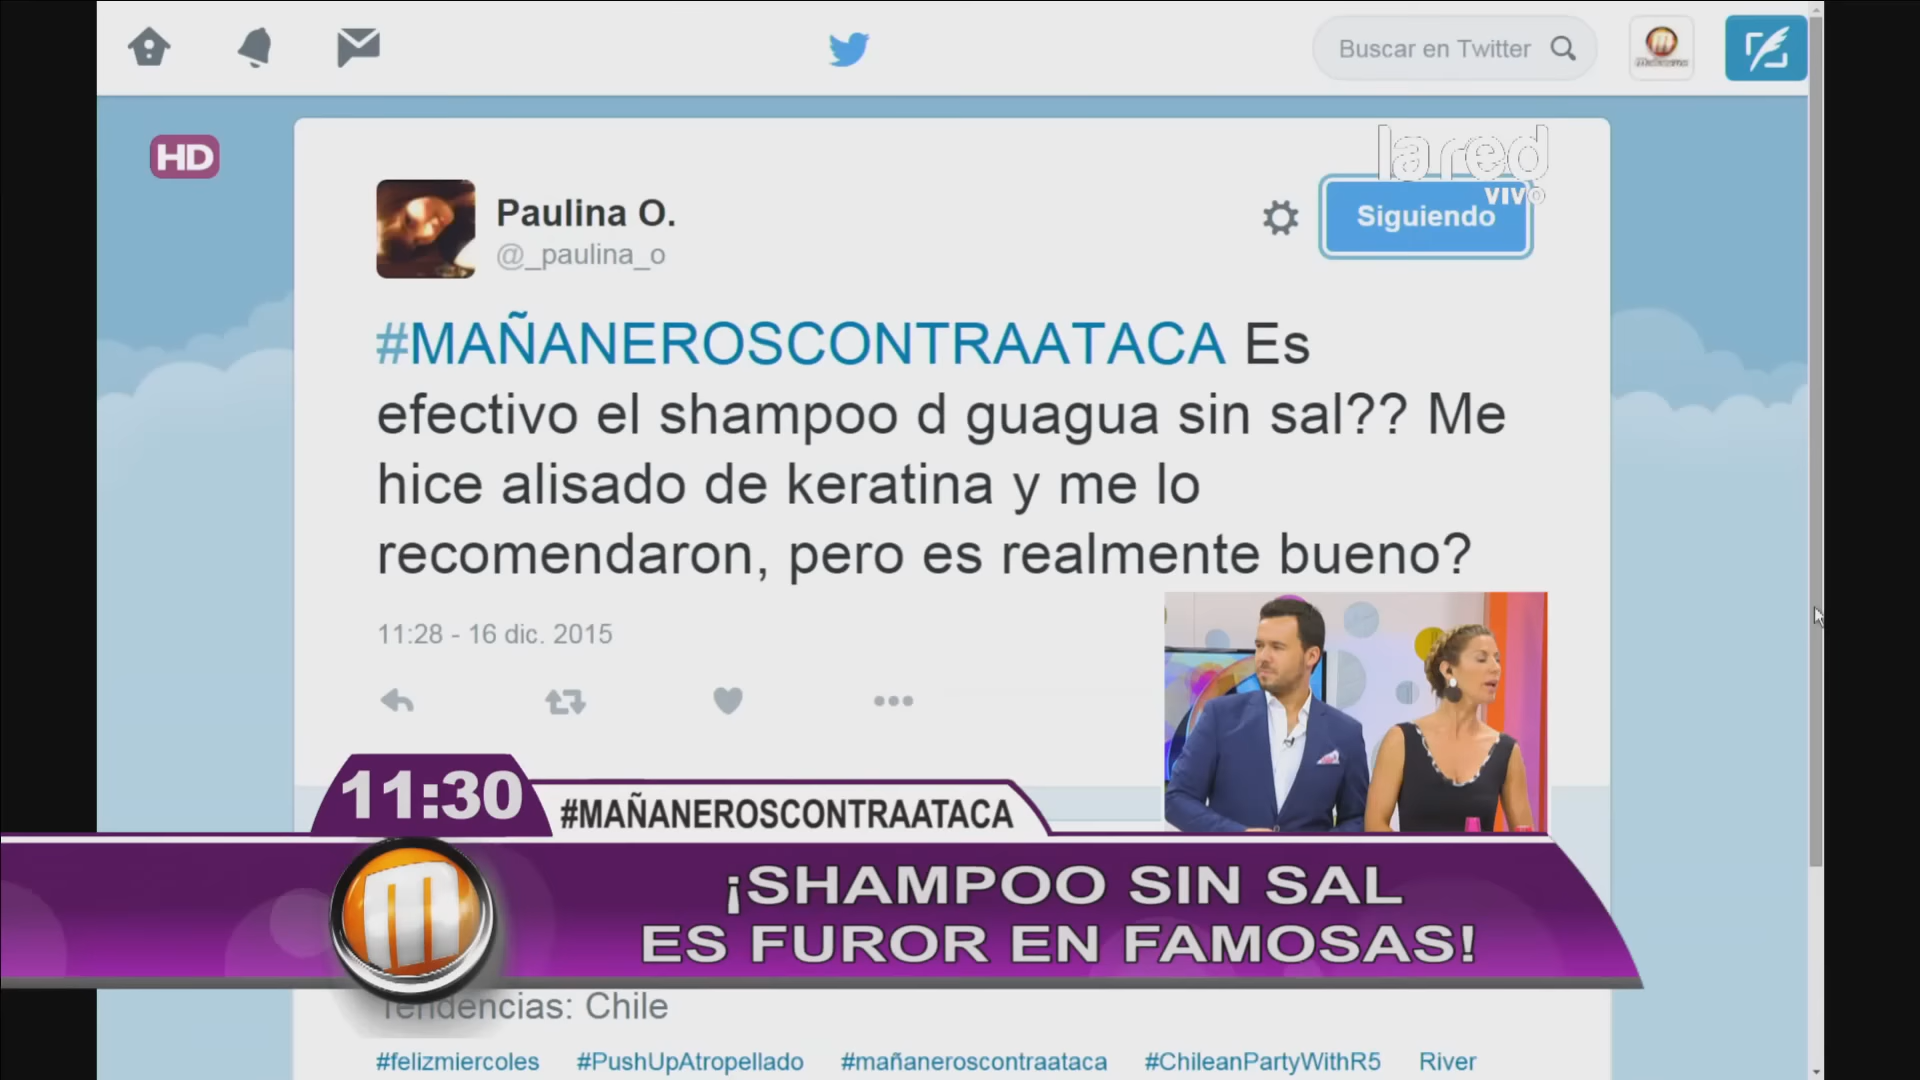 Buscar en Twitter
HD
lared
vivo
Paulina O.
@_paulina_o
Siguiendo
#MAÑANEROSCONTRAATACA Es
efectivo el shampoo d guagua sin sal?? Me
hice alisado de keratina y me lo
recomendaron, pero es realmente bueno?
11:28 - 16 dic. 2015
11:30
#MAÑANEROSCONTRAATACA
¡SHAMPOO SIN SAL
ES FUROR EN FAMOSAS!
Tendencias: Chile
#felizmiercoles #PushUpAtropellado #mañaneroscontraataca #ChileanPartyWithR5 River